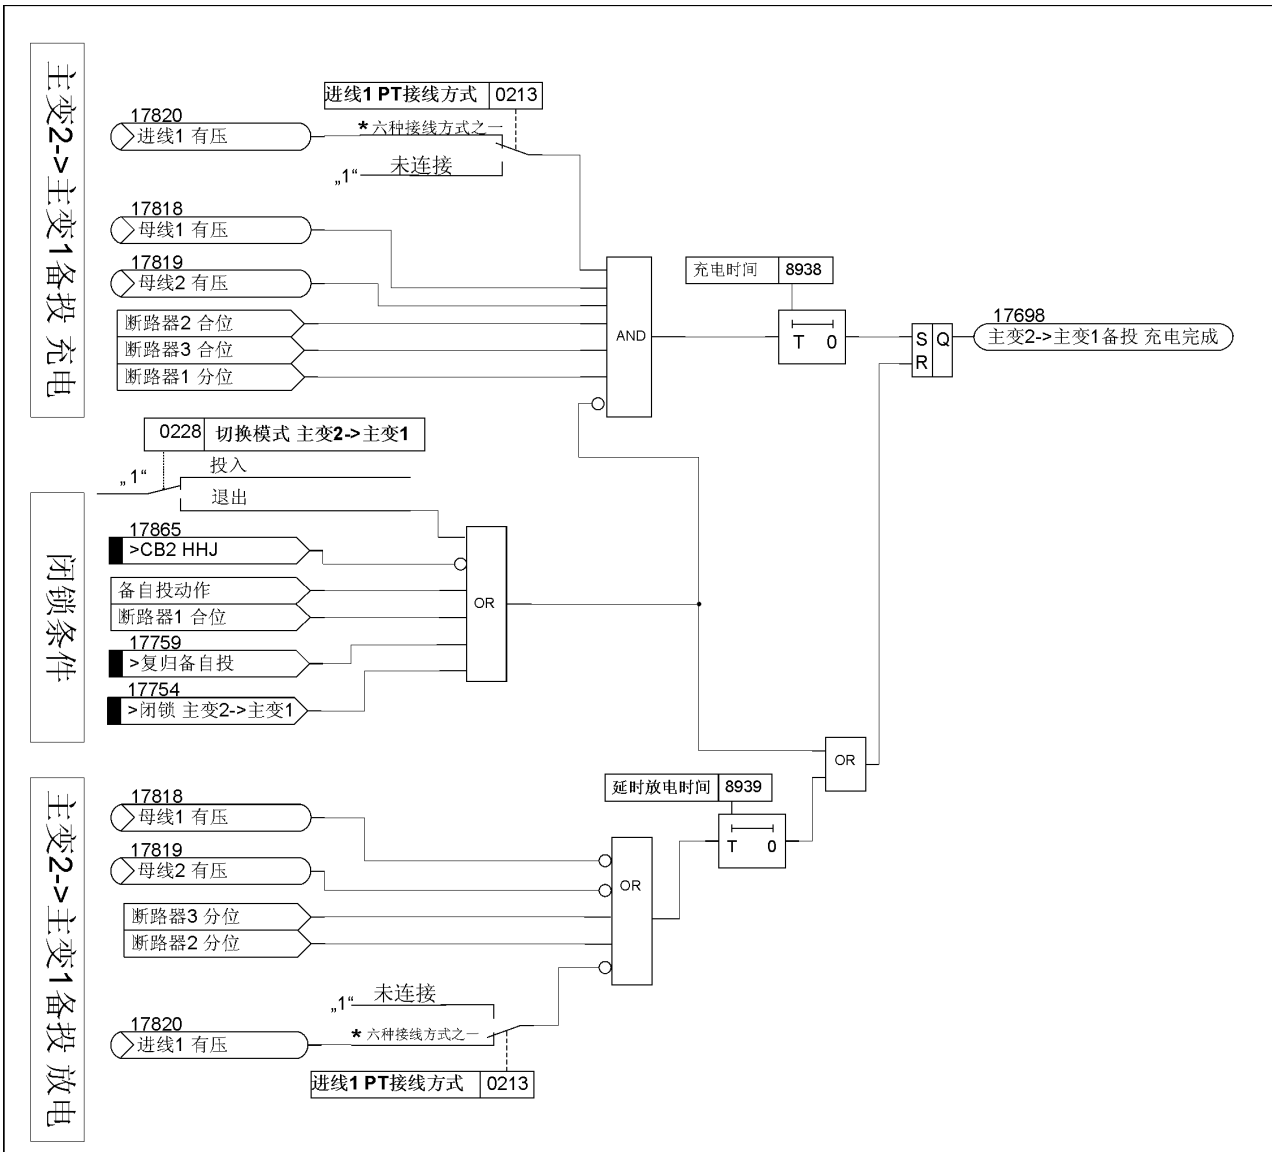 主变2->主变1备投 充电
进线1 PT接线方式 0213
17820
进线1 有压
*六种接线方式之一
„1“ 未连接
17818
母线1 有压
17819
母线2 有压
断路器2 合位
断路器3 合位
断路器1 分位
AND
充电时间 8938
T 0
S Q
R
17698
主变2->主变1备投 充电完成
闭锁条件
0228 切换模式 主变2->主变1
„1“
投入
退出
17865
>CB2 HHJ
备自投动作
断路器1 合位
17759
>复归备自投
17754
>闭锁 主变2->主变1
OR
OR
主变2->主变1备投 放电
17818
母线1 有压
17819
母线2 有压
断路器3 分位
断路器2 分位
OR
延时放电时间 8939
T 0
„1“ 未连接
17820
进线1 有压
*六种接线方式之一
进线1 PT接线方式 0213